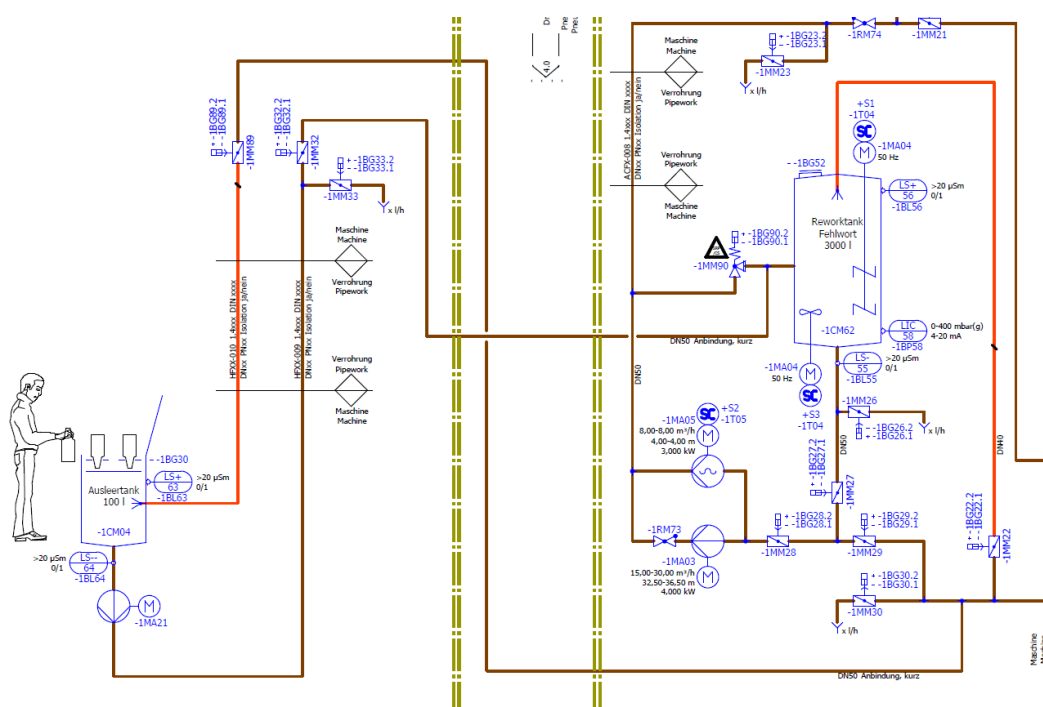 Dr
Pne
Pneu
4.0
+-1BG89.2
--1BG89.1
-1MM89
+-1BG32.2
--1BG32.1
-1MM32
+-1BG33.2
--1BG33.1
-1MM33
x l/h
Maschine
Machine
Verrohrung
Pipework
HFXX-010 1.4xxx DIN xxxx
DNxx PNxx Isolation ja/nein
HFXX-009 1.4xxx DIN xxxx
DNxx PNxx Isolation ja/nein
Verrohrung
Pipework
Maschine
Machine
--1BG30
Ausleertank
100 l
-1CM04
LS+
63
>20 µSm
0/1
-1BL63
>20 µSm
0/1
LS--
64
-1BL64
M
-1MA21
Maschine
Machine
Verrohrung
Pipework
ACFX-008 1.4xxx DIN xxxx
DNxx PNxx Isolation ja/nein
Verrohrung
Pipework
Maschine
Machine
+-1BG23.2
--1BG23.1
-1MM23
x l/h
-1RM74
-1MM21
+S1
-1T04
SC
-1MA04
M
50 Hz
--1BG52
LS+
56
>20 µSm
0/1
-1BL56
Reworktank
Fehlwort
3000 l
+-1BG90.2
--1BG90.1
-1MM90
-1CM62
LIC
58
0-400 mbar(g)
4-20 mA
-1BP58
DN50 Anbindung, kurz
DN50
LS-
55
>20 µSm
0/1
-1BL55
-1MA04
50 Hz
M
SC
+S3
-1T04
-1MM26
+-1BG26.2
--1BG26.1
x l/h
DN50
DN40
+S2
-1T05
SC
-1MA05
8,00-8,00 m³/h
4,00-4,00 m
3,000 kW
M
+-1BG27.2
--1BG27.1
-1MM27
-1RM73
-1MA03
15,00-30,00 m³/h
32,50-36,50 m
4,000 kW
M
+-1BG28.2
--1BG28.1
-1MM28
+-1BG29.2
--1BG29.1
-1MM29
+-1BG22.2
--1BG22.1
-1MM22
+-1BG30.2
--1BG30.1
-1MM30
x l/h
DN50 Anbindung, kurz
Maschine